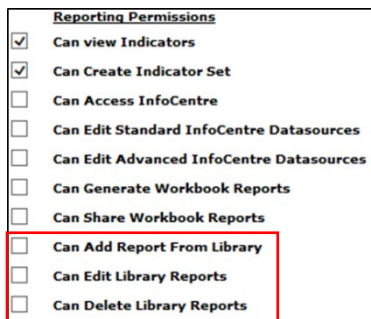 Reporting Permissions
Can view Indicators
Can Create Indicator Set
Can Access InfoCentre
Can Edit Standard InfoCentre Datasources
Can Edit Advanced InfoCentre Datasources
Can Generate Workbook Reports
Can Share Workbook Reports
Can Add Report From Library
Can Edit Library Reports
Can Delete Library Reports